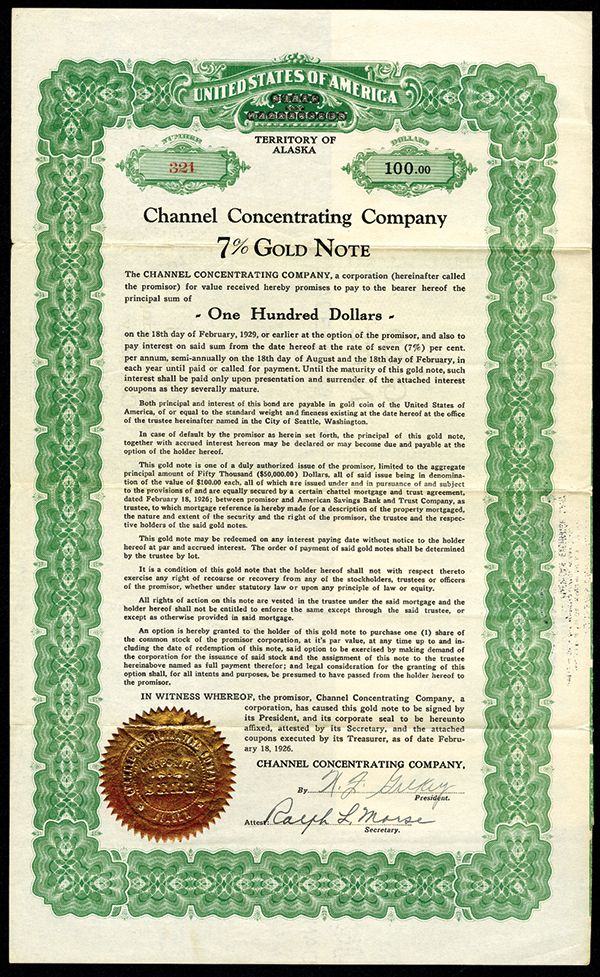 UNITED STATES OF AMERICA
STATE
OF
WASHINGTON
TERRITORY OF
ALASKA
NUMBER
321
DOLLARS
100.00
Channel Concentrating Company
7% GOLD NOTE
The CHANNEL CONCENTRATING COMPANY, a corporation (hereinafter called
the promisor) for value received hereby promises to pay to the bearer hereof the
principal sum of
- One Hundred Dollars -
on the 18th day of February, 1929, or earlier at the option of the promisor, and also to
pay interest on said sum from the date hereof at the rate of seven (7%) per cent.
per annum, semi-annually on the 18th day of August and the 18th day of February, in
each year until paid or called for payment. Until the maturity of this gold note, such
interest shall be paid only upon presentation and surrender of the attached interest
coupons as they severally mature.
Both principal and interest of this bond are payable in gold coin of the United States of
America, of or equal to the standard weight and fineness existing at the date hereof at the office
of the trustee hereinafter named in the City of Seattle, Washington.
In case of default by the promisor as herein set forth, the principal of this gold note,
together with accrued interest hereon may be declared or may become due and payable at the
option of the holder hereof.
This gold note is one of a duly authorized issue of the promisor, limited to the aggregate
principal amount of Fifty Thousand ($50,000.00) Dollars, all of said issue being in denomina-
tion of the value of $100.00 each, all of which are issued under and in pursuance of and subject
to the provisions of and are equally secured by a certain chattel mortgage and trust agreement,
dated February 18, 1926; between promisor and American Savings Bank and Trust Company, as
trustee, to which mortgage reference is hereby made for a description of the property mortgaged,
the nature and extent of the security and the right of the promisor, the trustee and the respec-
tive holders of the said gold notes.
This gold note may be redeemed on any interest paying date without notice to the holder
hereof at par and accrued interest. The order of payment of said gold notes shall be determined
by the trustee by lot.
It is a condition of this gold note that the holder hereof shall not with respect thereto
exercise any right of recourse or recovery from any of the stockholders, trustees or officers
of the promisor, whether under statutory law or upon any principle of law or equity.
All rights of action on this note are vested in the trustee under the said mortgage and the
holder hereof shall not be entitled to enforce the same except through the said trustee, or
except as otherwise provided in said mortgage.
An option is hereby granted to the holder of this gold note to purchase one (1) share of
the common stock of the promisor corporation, at it's par value, at any time up to and in-
cluding the date of redemption of this note, said option to be exercised by making demand of
the corporation for the issuance of said stock and the assignment of this note to the trustee
hereinabove named as full payment therefor; and legal consideration for the granting of this
option shall, for all intents and purposes, be presumed to have passed from the holder hereof to
the promisor.
IN WITNESS WHEREOF, the promisor, Channel Concentrating Company, a
corporation, has caused this gold note to be signed by
its President, and its corporate seal to be hereunto
affixed, attested by its Secretary, and the attached
coupons executed by its Treasurer, as of date Febru-
ary 18, 1926.
CHANNEL CONCENTRATING COMPANY,
By
President.
Attest: Ralph L. Morse
Secretary.
CHANNEL CONCENTRATING COMPANY
CORPORATE
SEAL